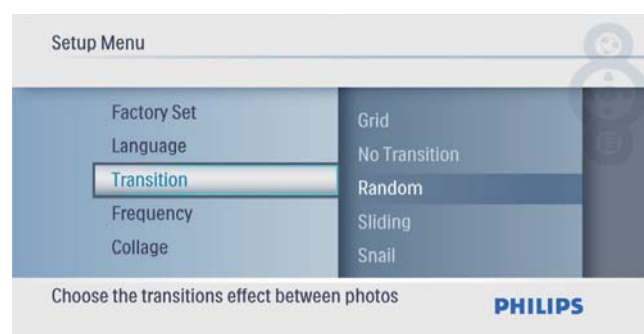 Setup Menu
Factory Set
Language
Transition
Frequency
Collage
Grid
No Transition
Random
Sliding
Snail
Choose the transitions effect between photos
PHILIPS